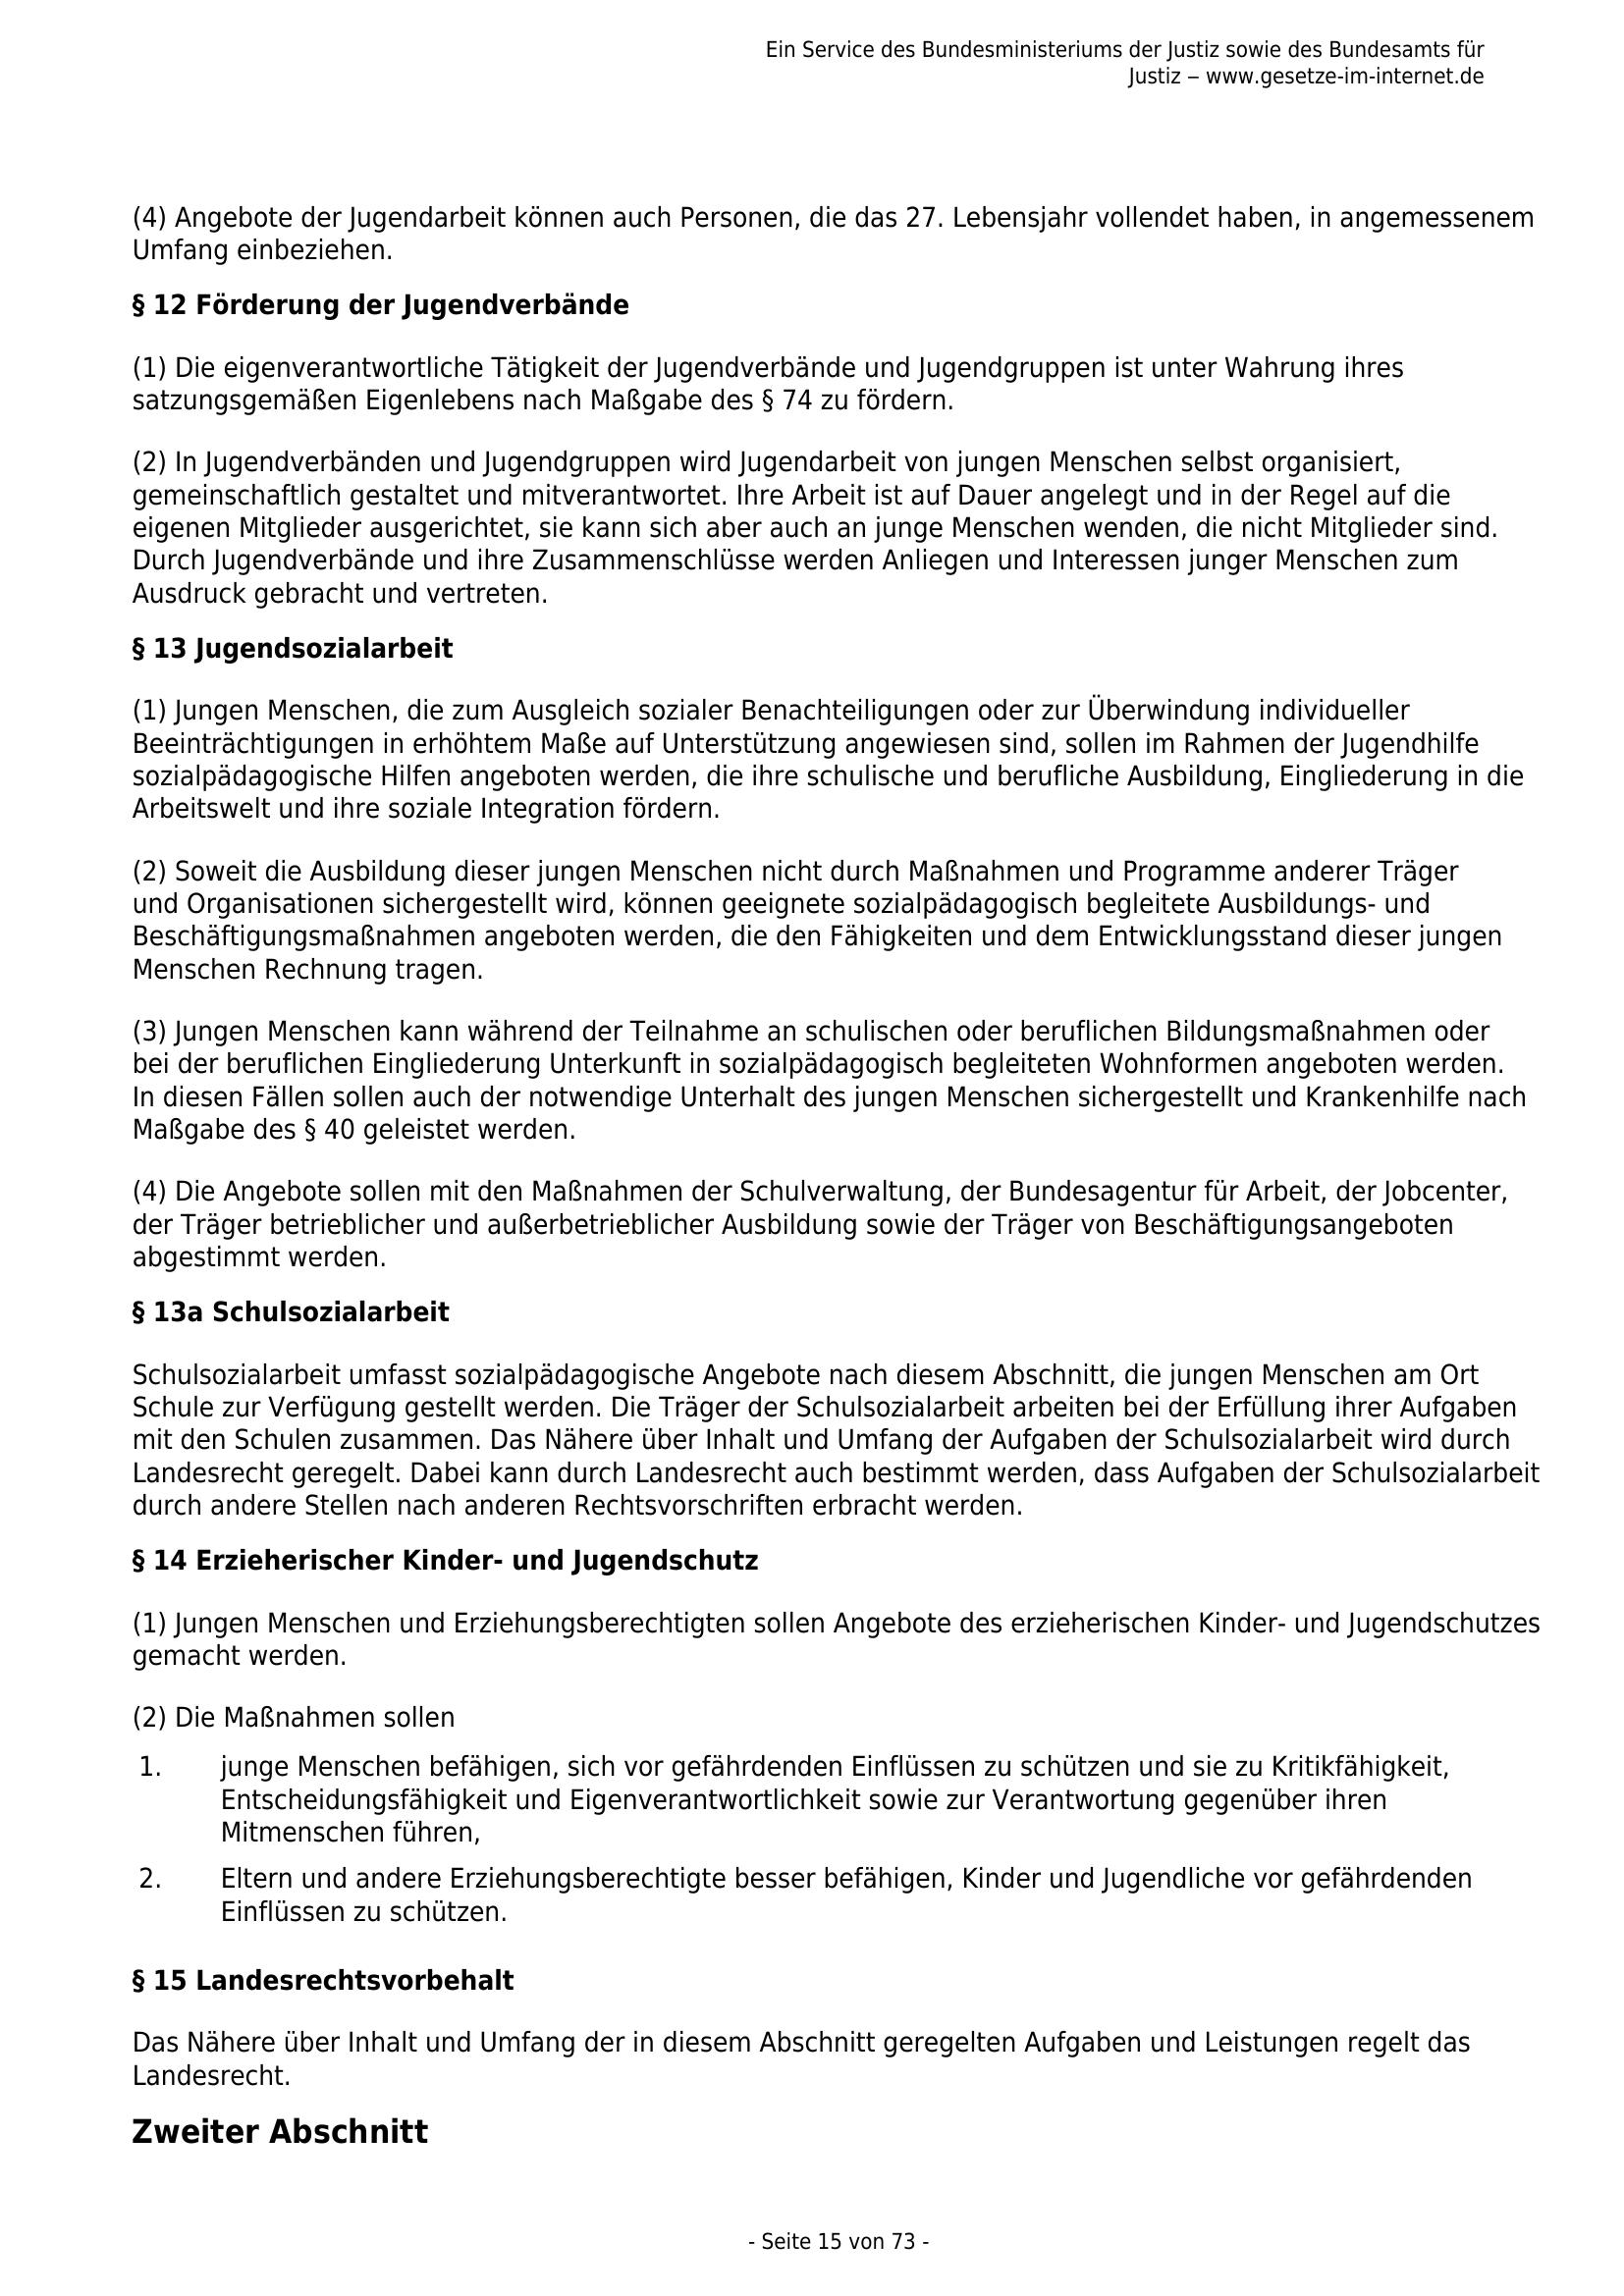 Ein Service des Bundesministeriums der Justiz sowie des Bundesamts für
Justiz – www.gesetze-im-internet.de
(4) Angebote der Jugendarbeit können auch Personen, die das 27. Lebensjahr vollendet haben, in angemessenem
Umfang einbeziehen.
§ 12 Förderung der Jugendverbände
(1) Die eigenverantwortliche Tätigkeit der Jugendverbände und Jugendgruppen ist unter Wahrung ihres
satzungsgemäßen Eigenlebens nach Maßgabe des § 74 zu fördern.
(2) In Jugendverbänden und Jugendgruppen wird Jugendarbeit von jungen Menschen selbst organisiert,
gemeinschaftlich gestaltet und mitverantwortet. Ihre Arbeit ist auf Dauer angelegt und in der Regel auf die
eigenen Mitglieder ausgerichtet, sie kann sich aber auch an junge Menschen wenden, die nicht Mitglieder sind.
Durch Jugendverbände und ihre Zusammenschlüsse werden Anliegen und Interessen junger Menschen zum
Ausdruck gebracht und vertreten.
§ 13 Jugendsozialarbeit
(1) Jungen Menschen, die zum Ausgleich sozialer Benachteiligungen oder zur Überwindung individueller
Beeinträchtigungen in erhöhtem Maße auf Unterstützung angewiesen sind, sollen im Rahmen der Jugendhilfe
sozialpädagogische Hilfen angeboten werden, die ihre schulische und berufliche Ausbildung, Eingliederung in die
Arbeitswelt und ihre soziale Integration fördern.
(2) Soweit die Ausbildung dieser jungen Menschen nicht durch Maßnahmen und Programme anderer Träger
und Organisationen sichergestellt wird, können geeignete sozialpädagogisch begleitete Ausbildungs- und
Beschäftigungsmaßnahmen angeboten werden, die den Fähigkeiten und dem Entwicklungsstand dieser jungen
Menschen Rechnung tragen.
(3) Jungen Menschen kann während der Teilnahme an schulischen oder beruflichen Bildungsmaßnahmen oder
bei der beruflichen Eingliederung Unterkunft in sozialpädagogisch begleiteten Wohnformen angeboten werden.
In diesen Fällen sollen auch der notwendige Unterhalt des jungen Menschen sichergestellt und Krankenhilfe nach
Maßgabe des § 40 geleistet werden.
(4) Die Angebote sollen mit den Maßnahmen der Schulverwaltung, der Bundesagentur für Arbeit, der Jobcenter,
der Träger betrieblicher und außerbetrieblicher Ausbildung sowie der Träger von Beschäftigungsangeboten
abgestimmt werden.
§ 13a Schulsozialarbeit
Schulsozialarbeit umfasst sozialpädagogische Angebote nach diesem Abschnitt, die jungen Menschen am Ort
Schule zur Verfügung gestellt werden. Die Träger der Schulsozialarbeit arbeiten bei der Erfüllung ihrer Aufgaben
mit den Schulen zusammen. Das Nähere über Inhalt und Umfang der Aufgaben der Schulsozialarbeit wird durch
Landesrecht geregelt. Dabei kann durch Landesrecht auch bestimmt werden, dass Aufgaben der Schulsozialarbeit
durch andere Stellen nach anderen Rechtsvorschriften erbracht werden.
§ 14 Erzieherischer Kinder- und Jugendschutz
(1) Jungen Menschen und Erziehungsberechtigten sollen Angebote des erzieherischen Kinder- und Jugendschutzes
gemacht werden.
(2) Die Maßnahmen sollen
1. junge Menschen befähigen, sich vor gefährdenden Einflüssen zu schützen und sie zu Kritikfähigkeit,
Entscheidungsfähigkeit und Eigenverantwortlichkeit sowie zur Verantwortung gegenüber ihren
Mitmenschen führen,
2. Eltern und andere Erziehungsberechtigte besser befähigen, Kinder und Jugendliche vor gefährdenden
Einflüssen zu schützen.
§ 15 Landesrechtsvorbehalt
Das Nähere über Inhalt und Umfang der in diesem Abschnitt geregelten Aufgaben und Leistungen regelt das
Landesrecht.
Zweiter Abschnitt
- Seite 15 von 73 -